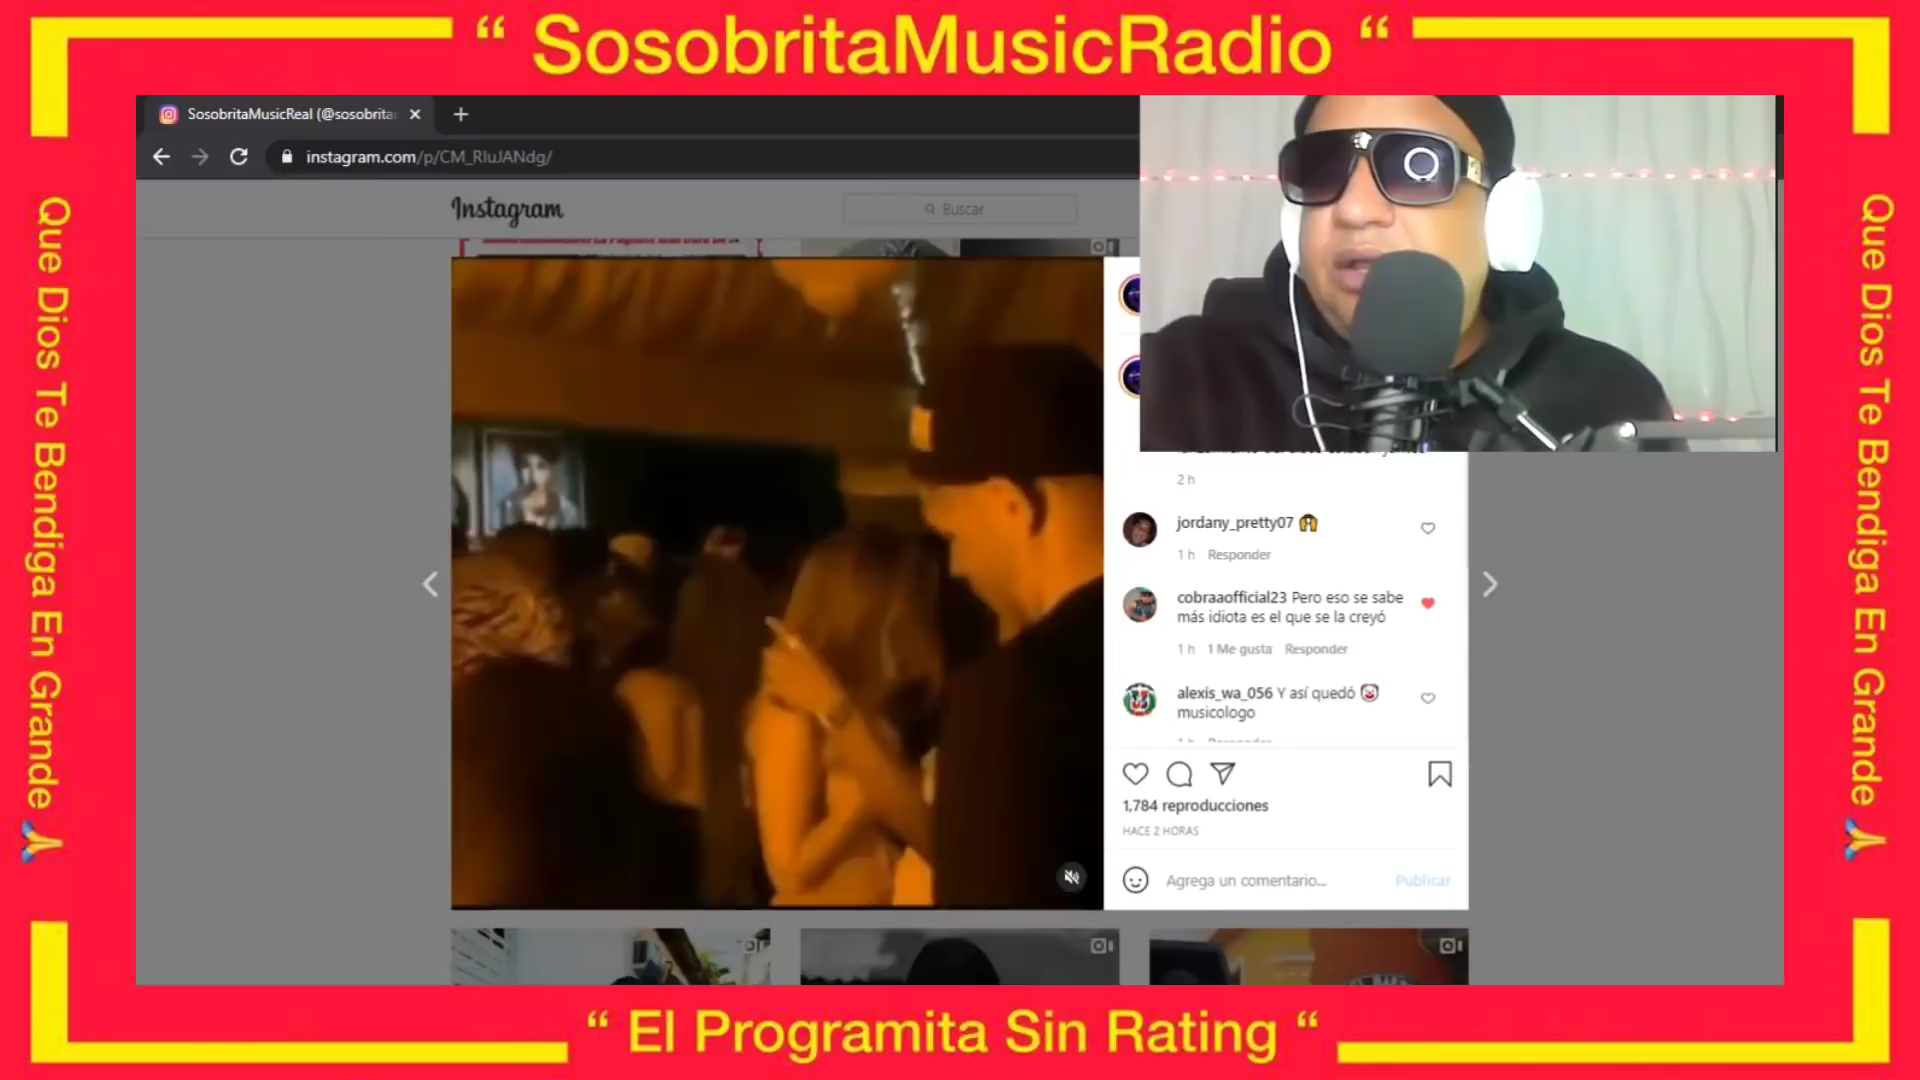 “ SosobritaMusicRadio “
SosobritaMusicReal (@sosobrita
instagram.com/p/CM_RluJANdg/
Instagram
Buscar
Que Dios Te Bendiga En Grande
Que Dios Te Bendiga En Grande
2 h
jordany_pretty07
1 h Responder
cobraaofficial23 Pero eso se sabe
más idiota es el que se la creyó
1 h 1 Me gusta Responder
alexis_wa_056 Y así quedó
musicologo
1,784 reproducciones
HACE 2 HORAS
Agrega un comentario...
Publicar
“ El Programita Sin Rating “